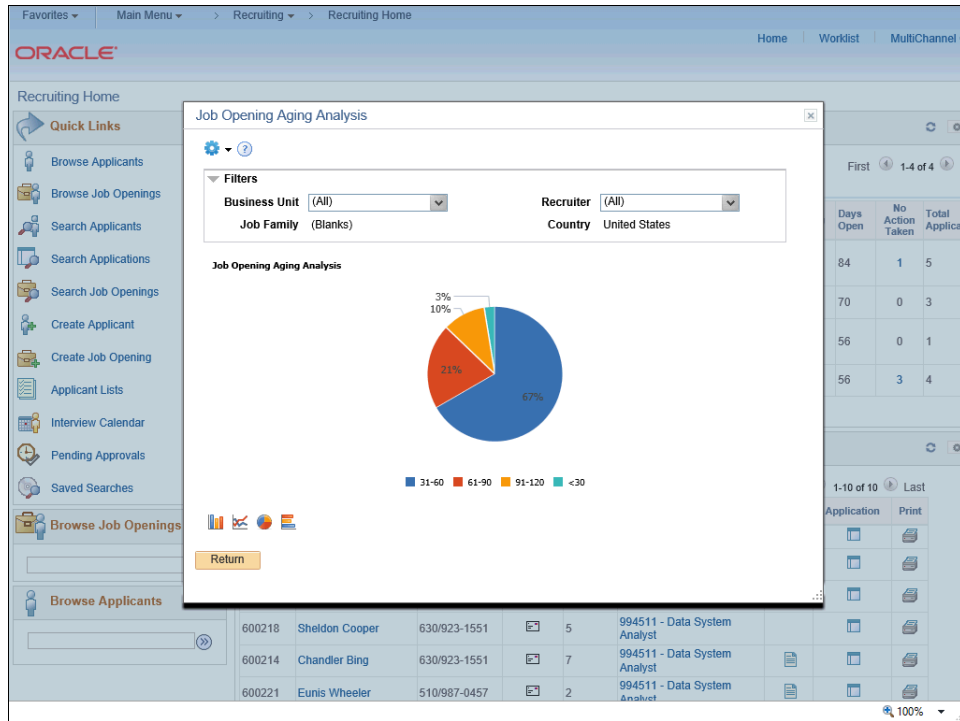 Favorites Main Menu > Recruiting > Recruiting Home
Home Worklist MultiChannel
ORACLE
Recruiting Home
Quick Links
Browse Applicants
Browse Job Openings
Search Applicants
Search Applications
Search Job Openings
Create Applicant
Create Job Opening
Applicant Lists
Interview Calendar
Pending Approvals
Saved Searches
Browse Job Openings
Browse Applicants
Job Opening Aging Analysis
Filters
Business Unit (All) Recruiter (All)
Job Family (Blanks) Country United States
Job Opening Aging Analysis
3%
10%
21%
67%
31-60 61-90 91-120 <30
Return
First 1-4 of 4
Days Open No Action Taken Total
84 1 5
70 0 3
56 0 1
56 3 4
1-10 of 10 Last
Application Print
600218 Sheldon Cooper 630/923-1551 5 994511 - Data System
Analyst
600214 Chandler Bing 630/923-1551 7 994511 - Data System
Analyst
600221 Eunis Wheeler 510/987-0457 2 994511 - Data System
Analyst
100%